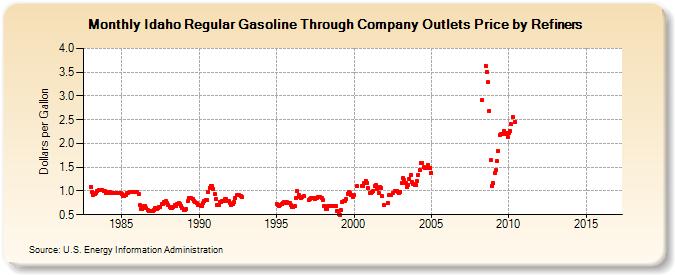 Monthly Idaho Regular Gasoline Through Company Outlets Price by Refiners
Dollars per Gallon
4.0
3.5
3.0
2.5
2.0
1.5
1.0
0.5
1985 1990 1995 2000 2005 2010 2015
Source: U.S. Energy Information Administration